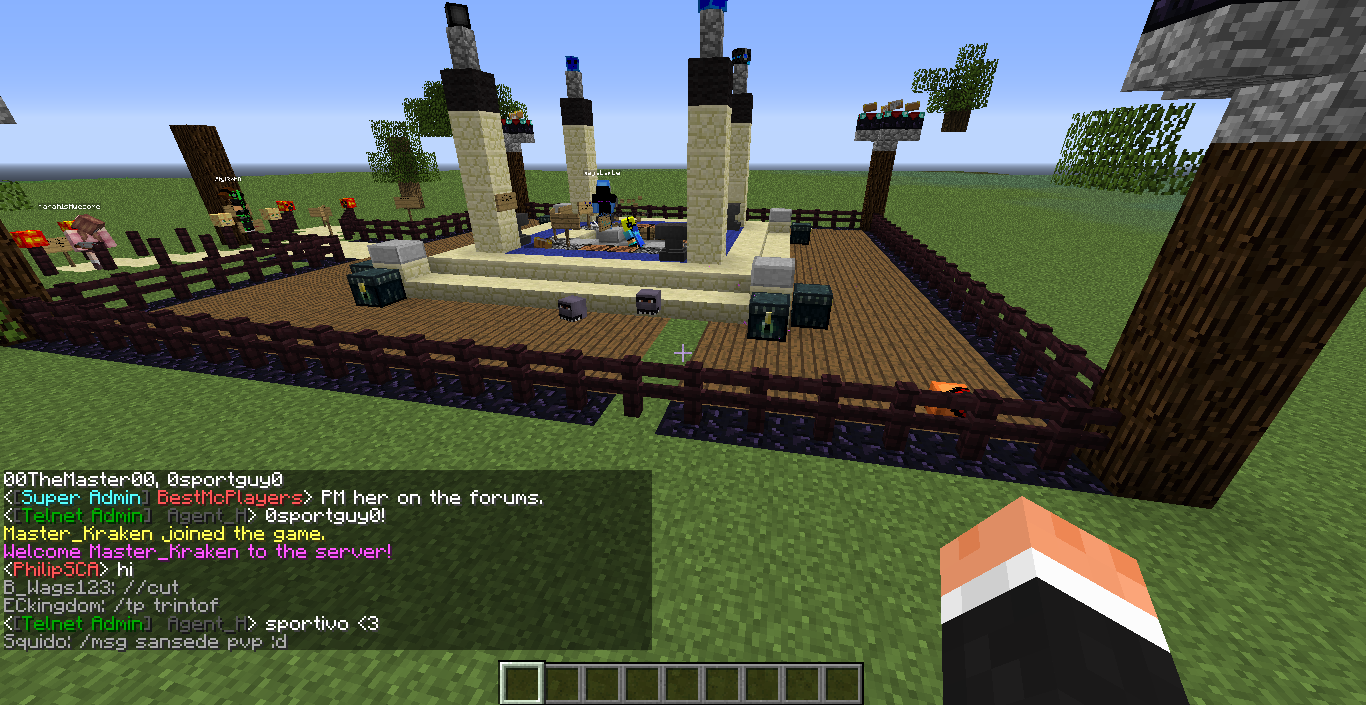 00TheMaster00, 0sportguy0
<[Super Admin] BestMcPlayers> PM her on the forums.
<[Telnet Admin] Agent_A> 0sportguy0!
Master_Kraken joined the game.
Welcome Master_Kraken to the server!
<PhilipSCA> hi
B_Wags123: //cut
ECkingdom: /tp trintof
<[Telnet Admin] Agent_A> sportivo <3
Squido: /msg sansede pvp :d